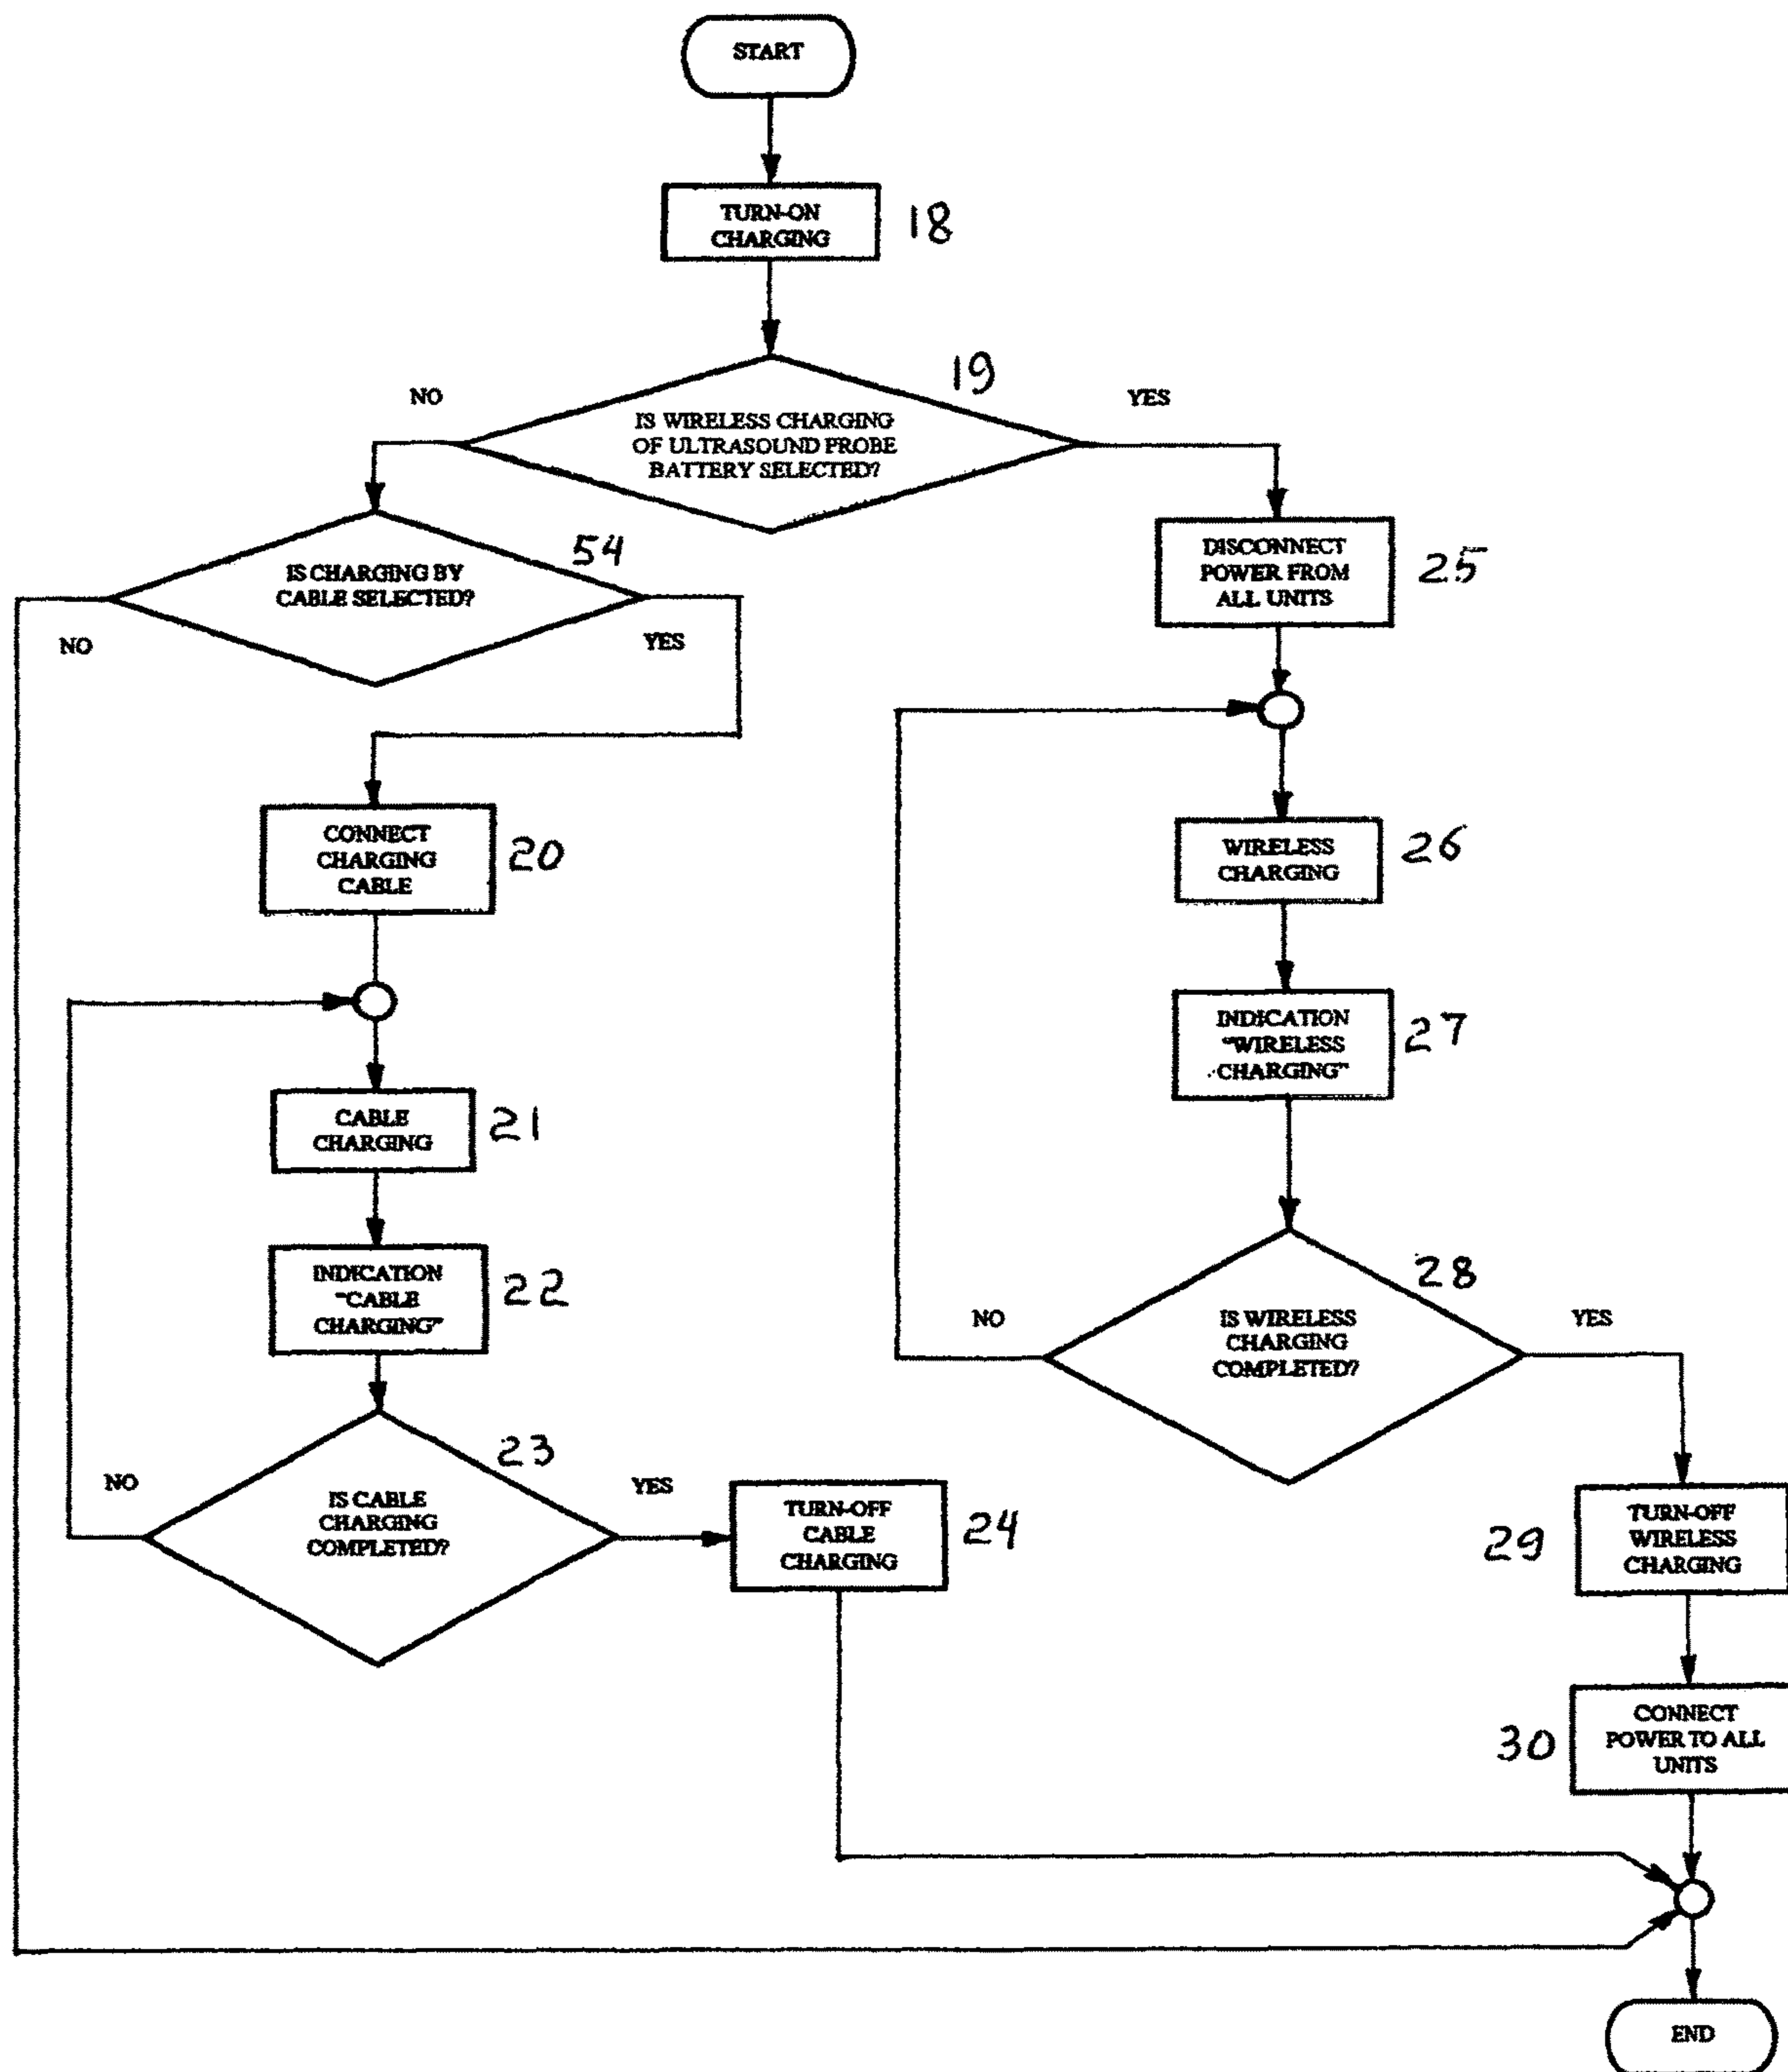 START
TURN-ON
CHARGING
18
19
NO
YES
IS WIRELESS CHARGING
OF ULTRASOUND PROBE
BATTERY SELECTED?
54
IS CHARGING BY
CABLE SELECTED?
NO
YES
DISCONNECT
POWER FROM
ALL UNITS
25
CONNECT
CHARGING
CABLE
20
WIRELESS
CHARGING
26
INDICATION
"WIRELESS
CHARGING"
27
CABLE
CHARGING
21
INDICATION
"CABLE
CHARGING"
22
28
NO
YES
IS WIRELESS
CHARGING
COMPLETED?
23
NO
YES
IS CABLE
CHARGING
COMPLETED?
TURN-OFF
CABLE
CHARGING
24
29
TURN-OFF
WIRELESS
CHARGING
30
CONNECT
POWER TO ALL
UNITS
END